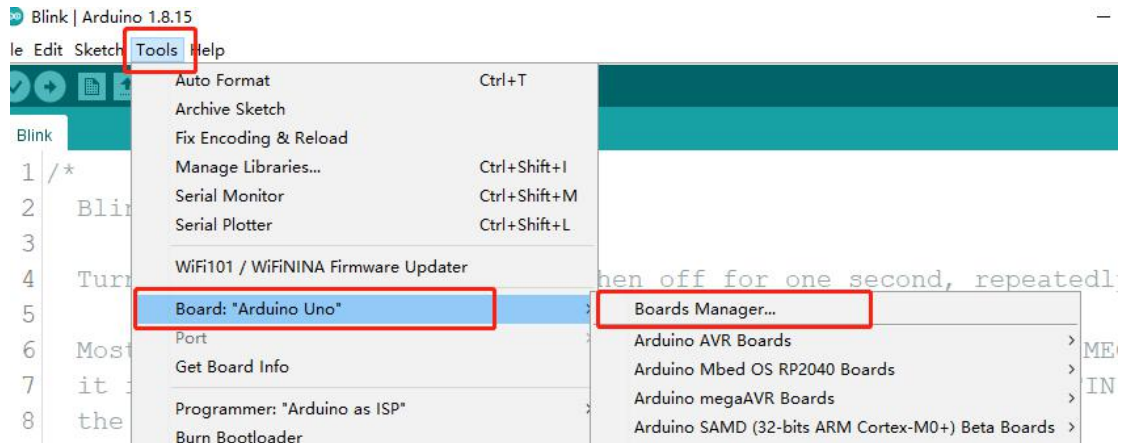 Blink | Arduino 1.8.15
le Edit Sketch Tools Help
Auto Format Ctrl+T
Archive Sketch
Fix Encoding & Reload
Manage Libraries... Ctrl+Shift+I
Serial Monitor Ctrl+Shift+M
Serial Plotter Ctrl+Shift+L
WiFi101 / WiFiNINA Firmware Updater
Board: "Arduino Uno"
Port
Get Board Info
Programmer: "Arduino as ISP"
Burn Bootloader
Boards Manager...
Arduino AVR Boards
Arduino Mbed OS RP2040 Boards
Arduino megaAVR Boards
Arduino SAMD (32-bits ARM Cortex-M0+) Beta Boards
Blink
1 /*
2 Blin
3
4 Turn hen off for one second, repeatedly
5
6 Most ME
7 it IN
8 the